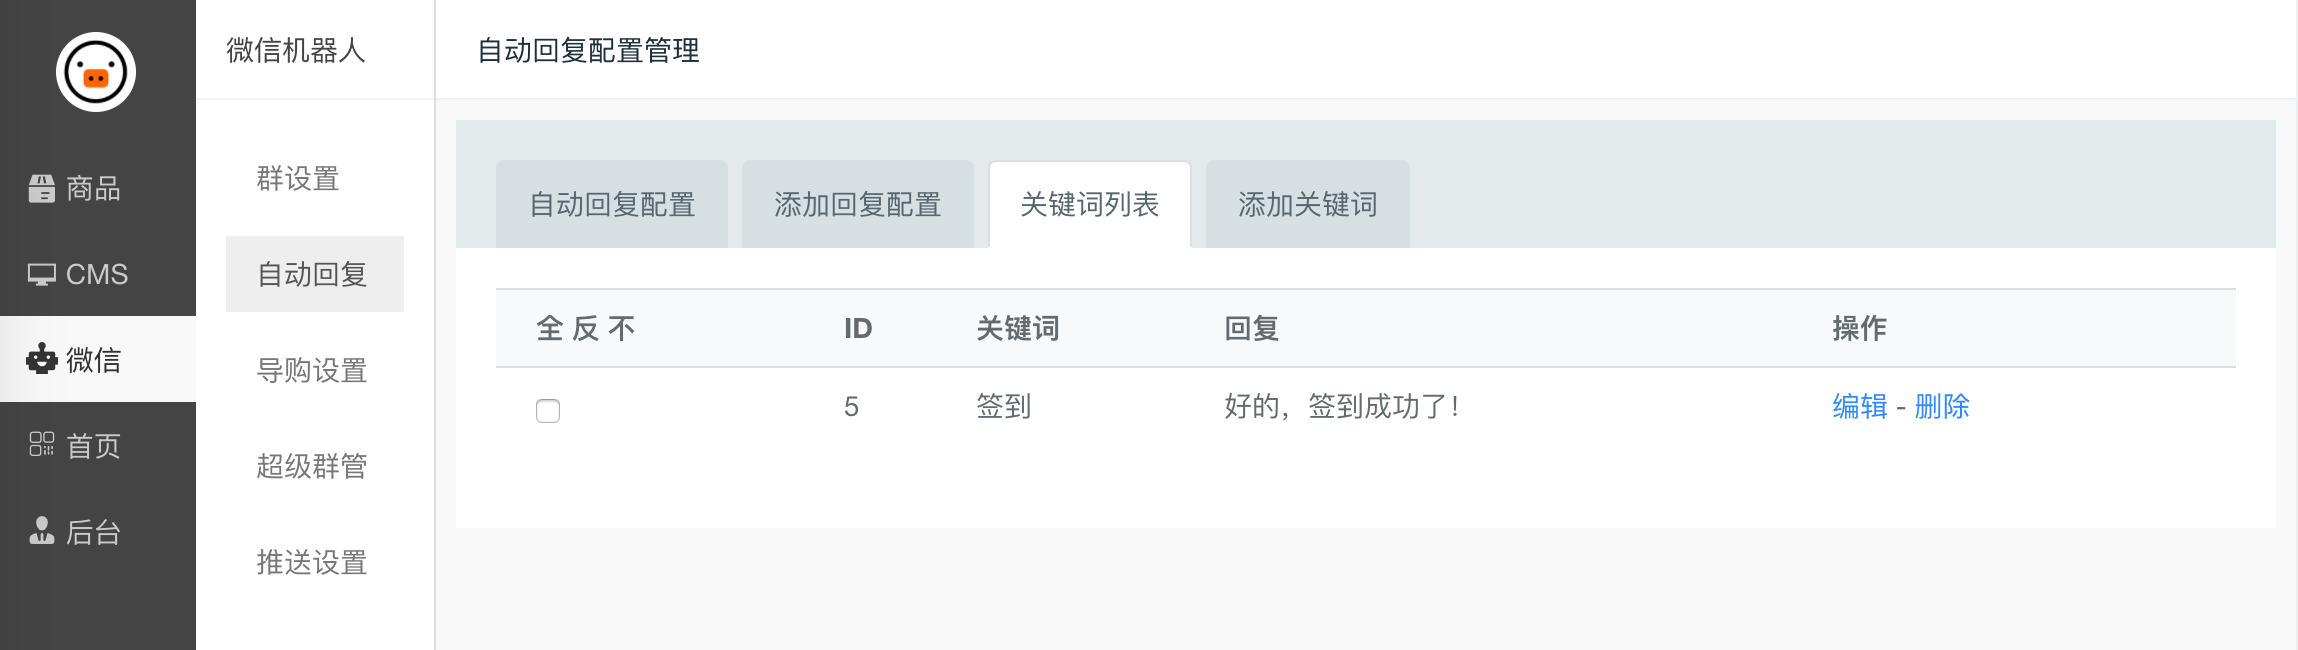 商品
CMS
微信
首页
后台
微信机器人
群设置
自动回复
导购设置
超级群管
推送设置
自动回复配置管理
自动回复配置 添加回复配置 关键词列表 添加关键词
全 反 不 ID 关键词 回复 操作
5 签到 好的，签到成功了！ 编辑 - 删除